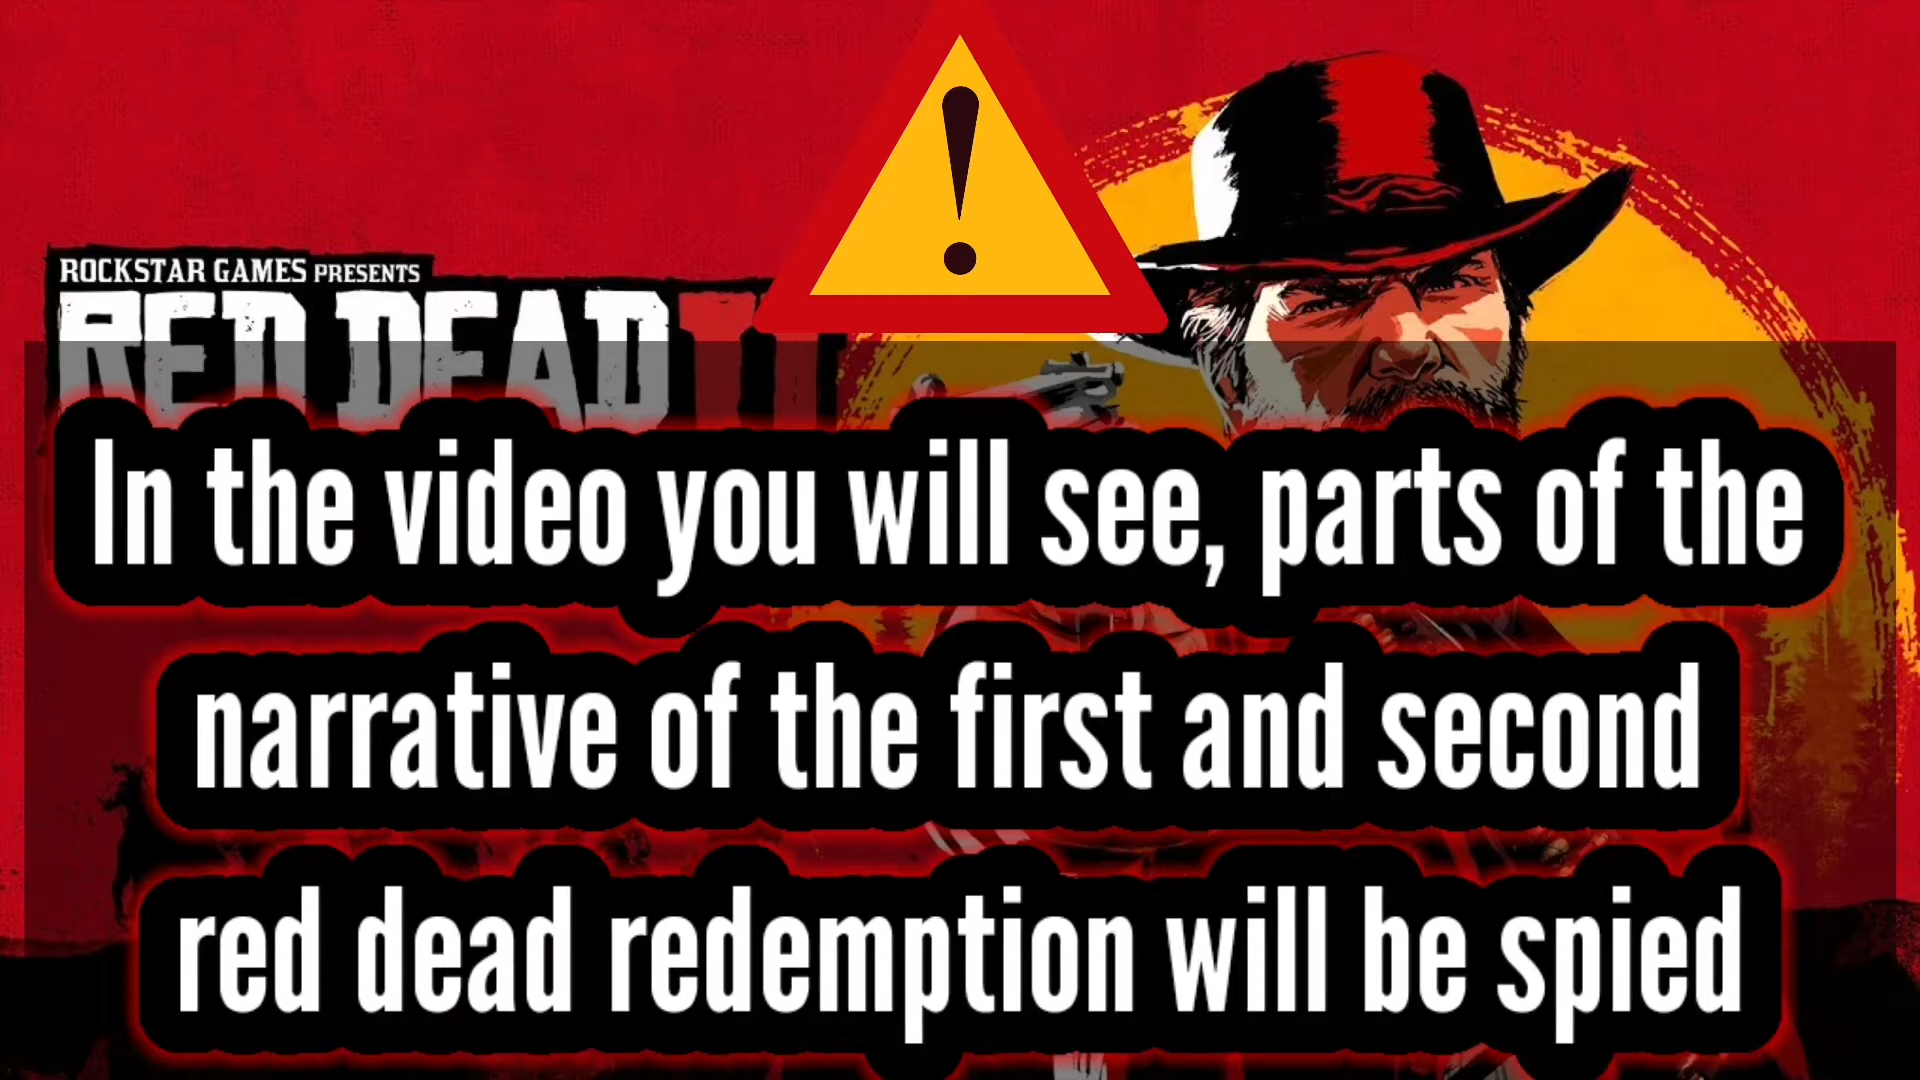 ROCKSTAR GAMES PRESENTS
RED DEAD II
In the video you will see, parts of the
narrative of the first and second
red dead redemption will be spied